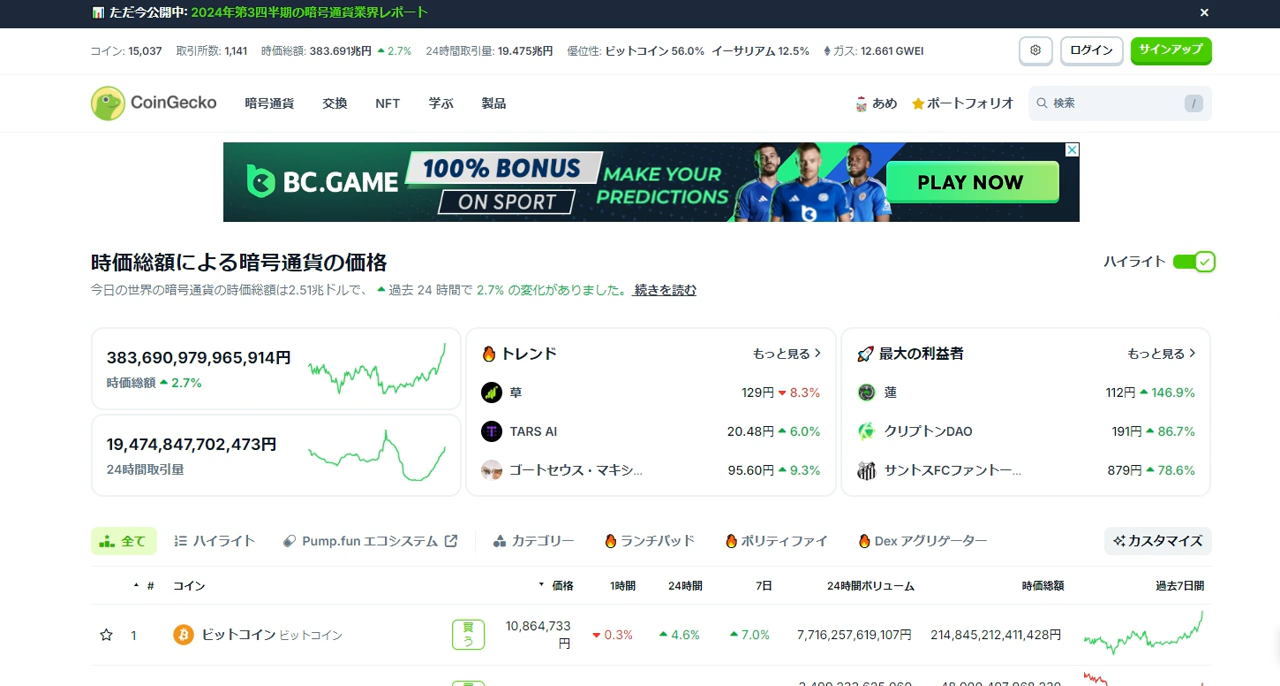 ただ今公開中: 2024年第3四半期の暗号通貨業界レポート
コイン: 15,037 取引所数: 1,141 時価総額: 383.691兆円 2.7% 24時間取引量: 19.475兆円 優位性: ビットコイン 56.0% イーサリアム 12.5% ガス: 12.661 GWEI
ログイン
サインアップ
CoinGecko 暗号通貨 交換 NFT 学ぶ 製品 あめ ポートフォリオ 検索 /
BC.GAME
100% BONUS
ON SPORT
MAKE YOUR
PREDICTIONS
PLAY NOW
時価総額による暗号通貨の価格
ハイライト
今日の世界の暗号通貨の時価総額は2.51兆ドルで、 過去 24 時間で 2.7% の変化がありました。 続きを読む
383,690,979,965,914円
時価総額 2.7%
19,474,847,702,473円
24時間取引量
トレンド もっと見る
草 129円 8.3%
TARS AI 20.48円 6.0%
ゴートセウス・マキシ... 95.60円 9.3%
最大の利益者 もっと見る
蓮 112円 146.9%
クリプトンDAO 191円 86.7%
サントスFCファントー... 879円 78.6%
全て ハイライト Pump.fun エコシステム カテゴリー ランチパッド ポリティファイ Dex アグリゲーター カスタマイズ
# コイン 価格 1時間 24時間 7日 24時間ボリューム 時価総額 過去7日間
1 ビットコイン ビットコイン 買う 10,864,733円 0.3% 4.6% 7.0% 7,716,257,619,107円 214,845,212,411,428円